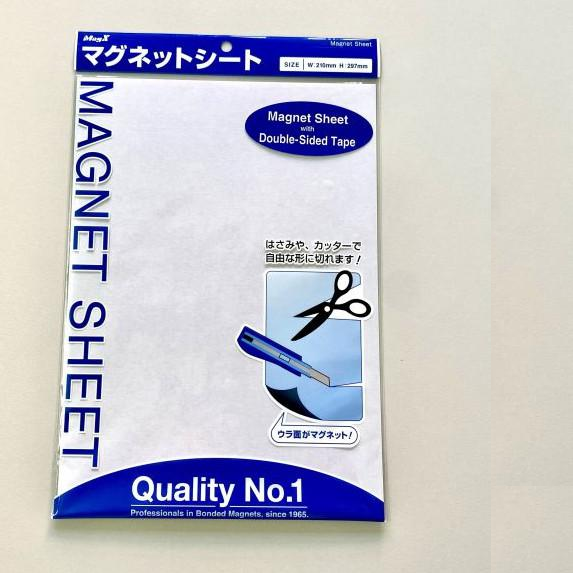 MagX
Magnet Sheet
マグネットシート
SIZE W.210mm H.297mm
MAGNET SHEET
Magnet Sheet
with
Double-Sided Tape
はさみや、カッターで
自由な形に切れます!
ウラ面がマグネット!
Quality No.1
Professionals in Bonded Magnets, since 1965.